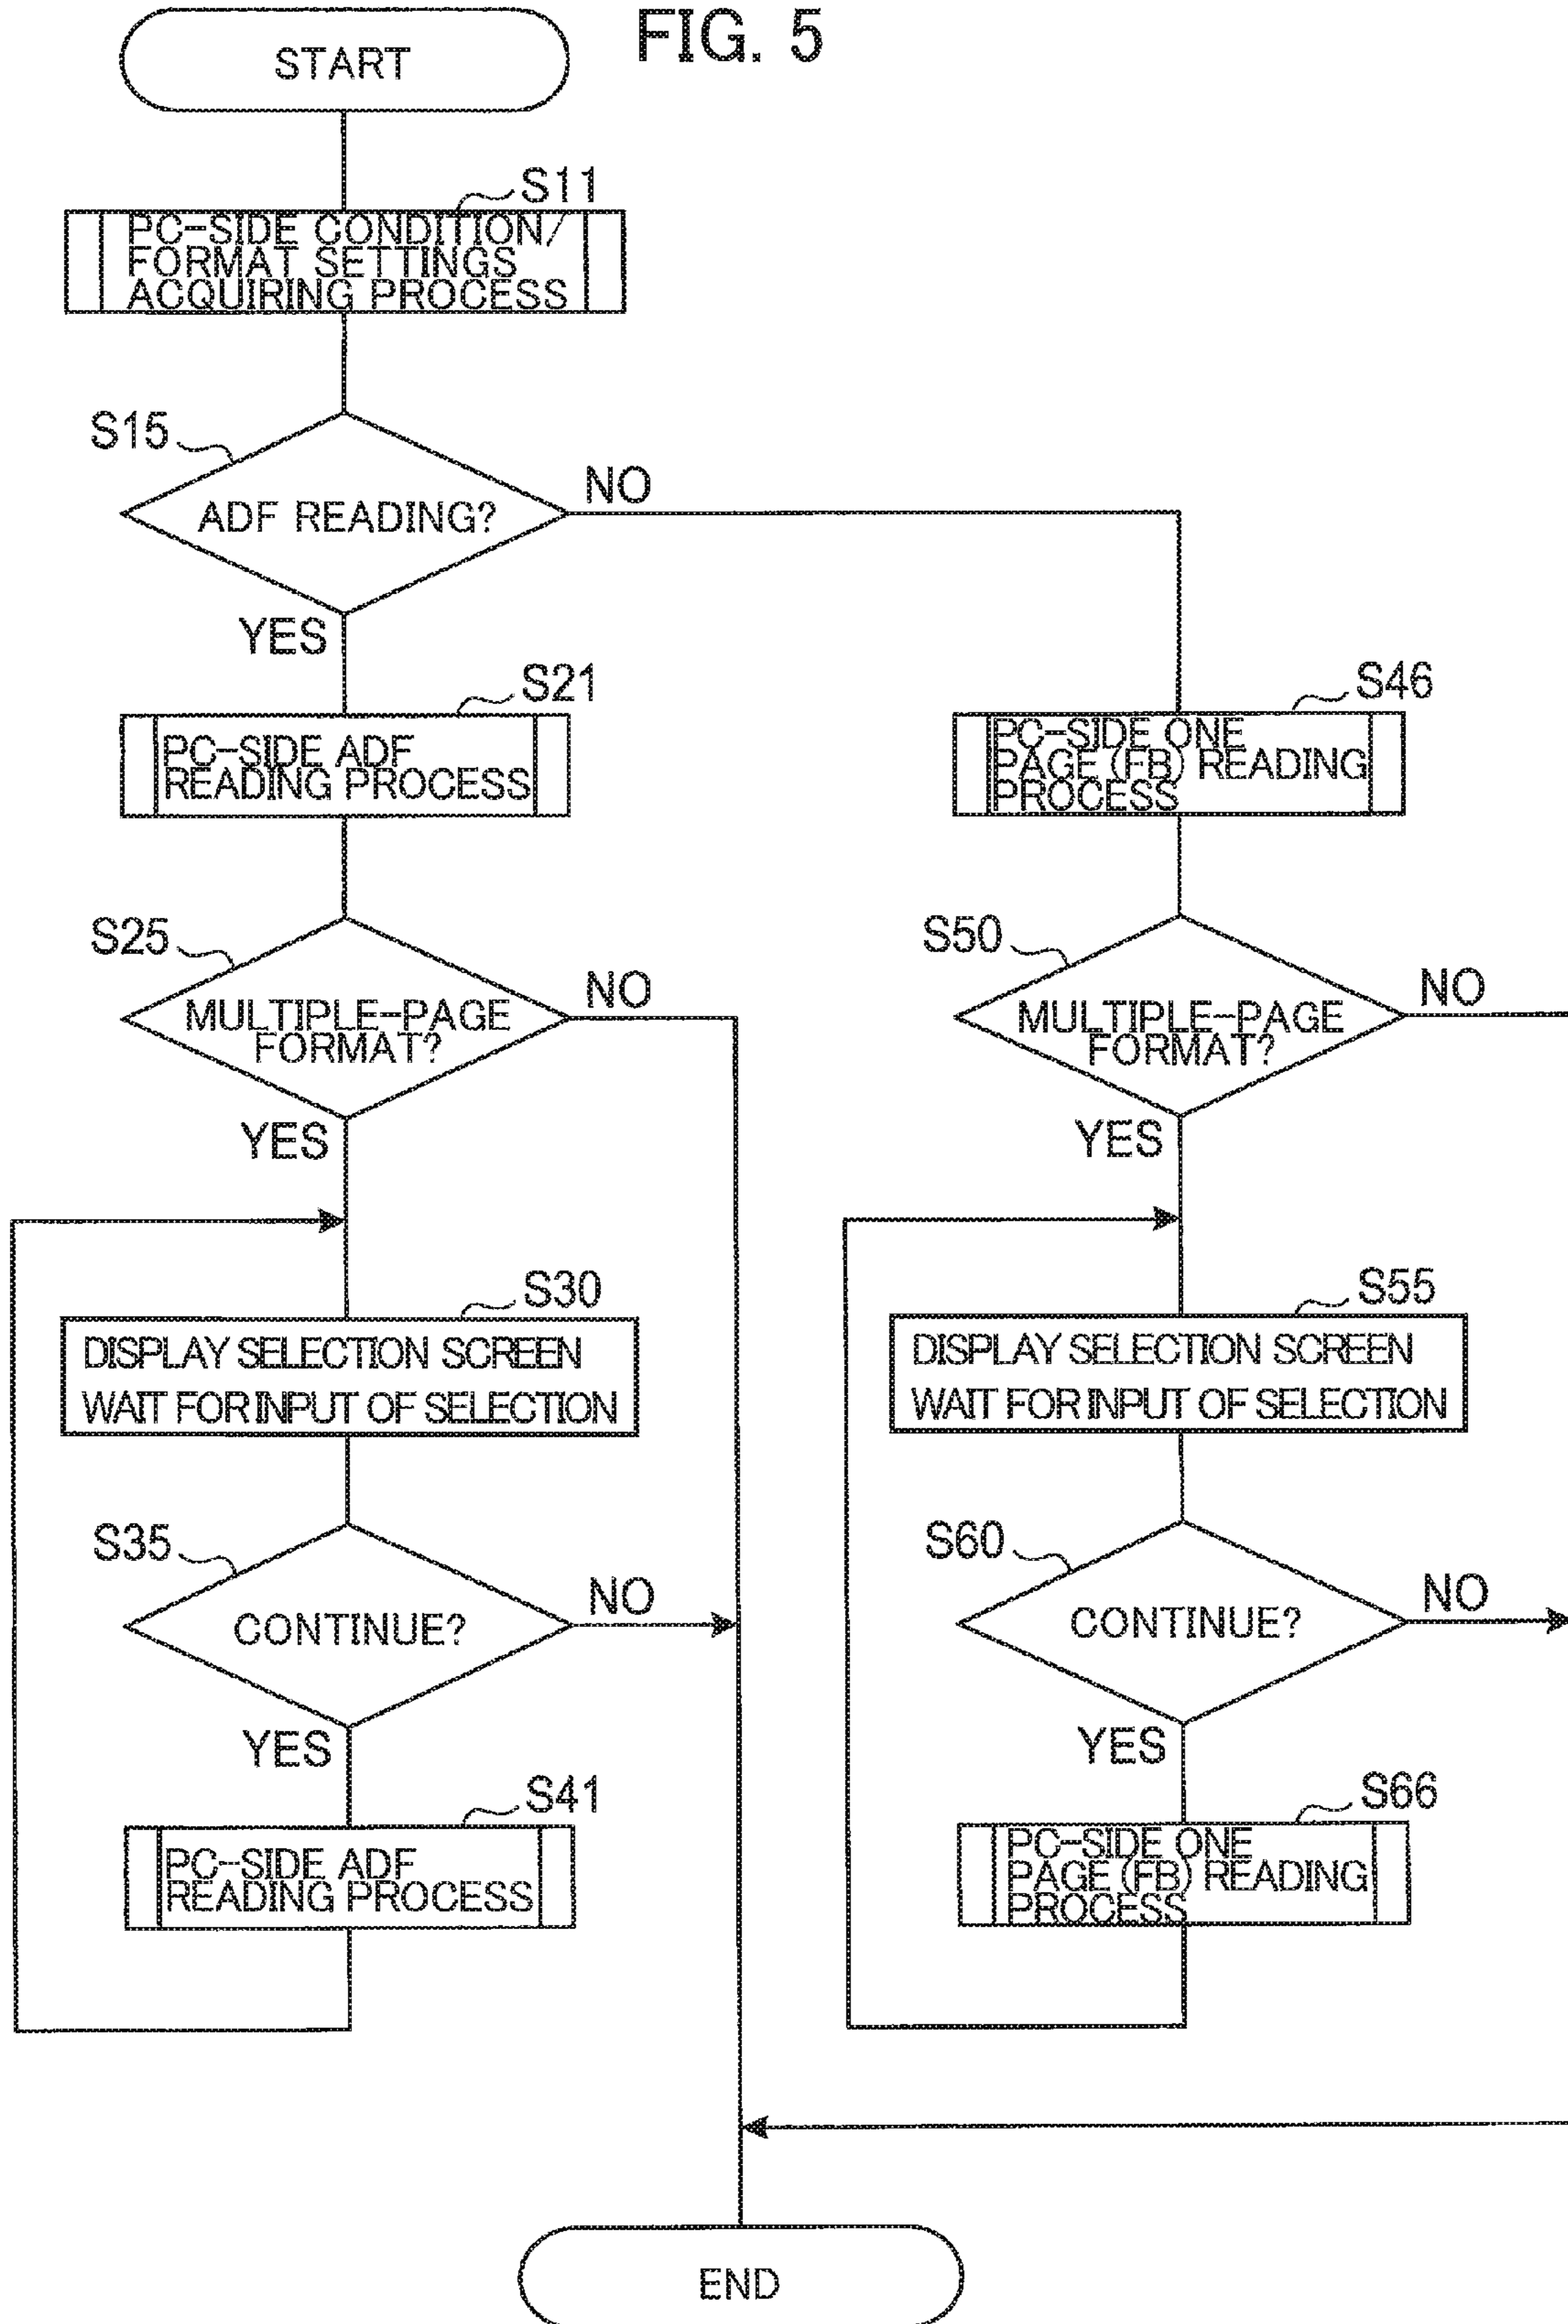 FIG. 5
START
S11
PC-SIDE CONDITION/
FORMAT SETTINGS
ACQUIRING PROCESS
S15
ADF READING?
NO
YES
S21
PC-SIDE ADF
READING PROCESS
S46
PC-SIDE ONE
PAGE (FB) READING
PROCESS
S25
MULTIPLE-PAGE
FORMAT?
NO
YES
S50
MULTIPLE-PAGE
FORMAT?
NO
YES
S30
DISPLAY SELECTION SCREEN
WAIT FOR INPUT OF SELECTION
S55
DISPLAY SELECTION SCREEN
WAIT FOR INPUT OF SELECTION
S35
CONTINUE?
NO
YES
S60
CONTINUE?
NO
YES
S41
PC-SIDE ADF
READING PROCESS
S66
PC-SIDE ONE
PAGE (FB) READING
PROCESS
END